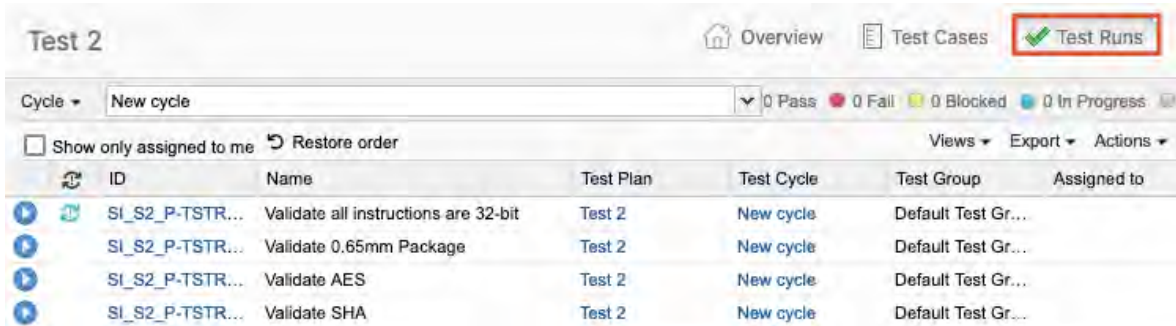 Test 2 Overview Test Cases Test Runs
Cycle New cycle 0 Pass 0 Fail 0 Blocked 0 In Progress
Show only assigned to me Restore order Views Export Actions
ID Name Test Plan Test Cycle Test Group Assigned to
SI_S2_P-TSTR... Validate all instructions are 32-bit Test 2 New cycle Default Test Gr...
SI_S2_P-TSTR... Validate 0.65mm Package Test 2 New cycle Default Test Gr...
SI_S2_P-TSTR... Validate AES Test 2 New cycle Default Test Gr...
SI_S2_P-TSTR... Validate SHA Test 2 New cycle Default Test Gr...